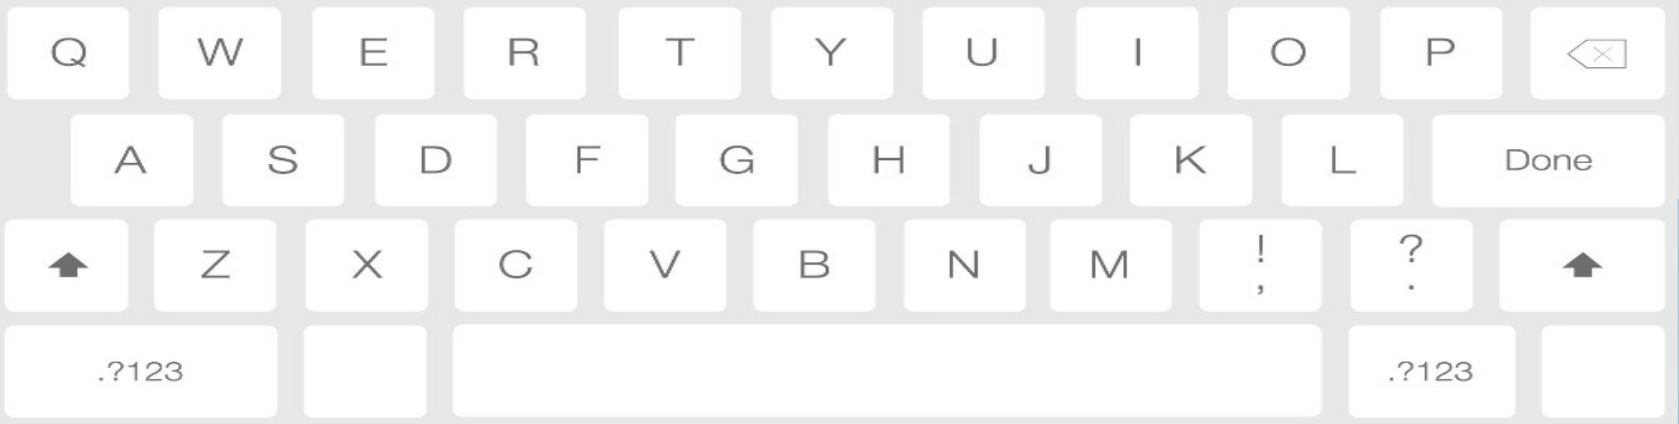 Q W E R T Y U I O P
A S D F G H J K L Done
Z X C V B N M ! ?
, .
.?123 .?123